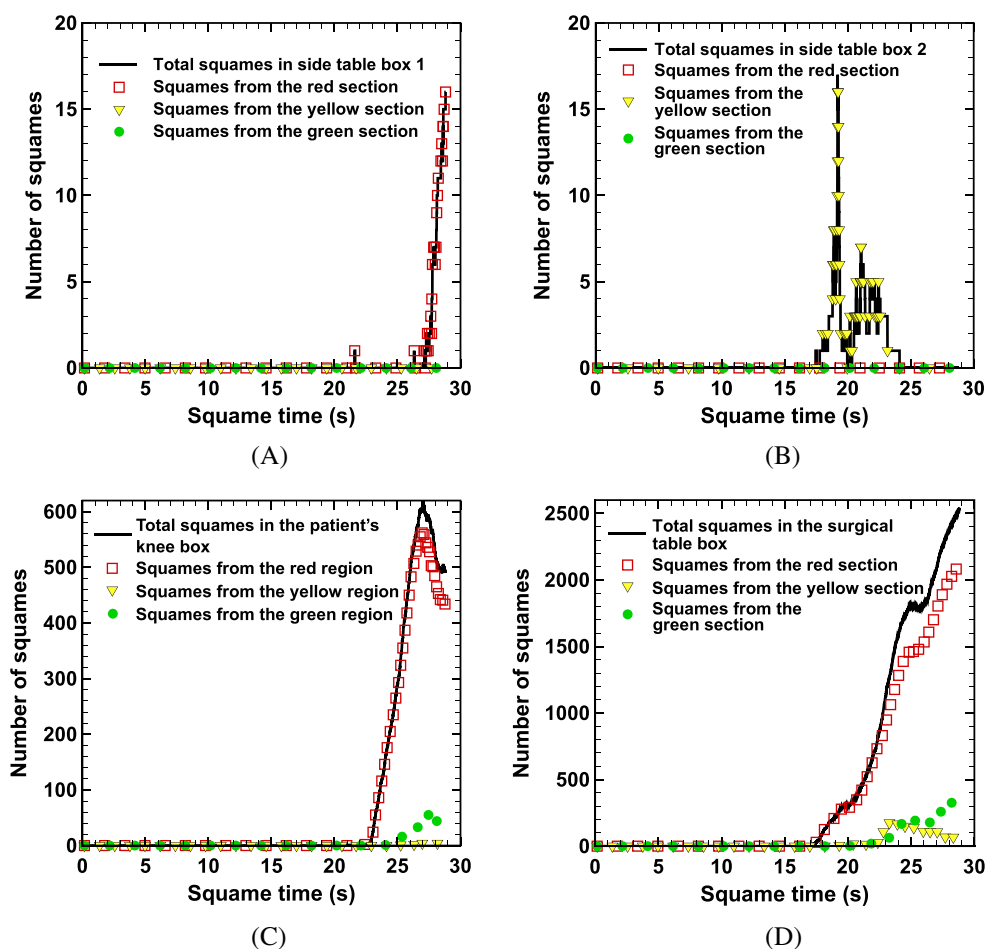 20
15
10
5
0
Number of squames
Total squames in side table box 1
Squames from the red section
Squames from the yellow section
Squames from the green section
0 5 10 15 20 25 30
Squame time (s)
(A)
20
15
10
5
0
Number of squames
Total squames in side table box 2
Squames from the red section
Squames from the
yellow section
Squames from the
green section
0 5 10 15 20 25 30
Squame time (s)
(B)
600
500
400
300
200
100
0
Number of squames
Total squames in the patient's
knee box
Squames from the red region
Squames from the yellow region
Squames from the green region
0 5 10 15 20 25 30
Squame time (s)
(C)
2500
2000
1500
1000
500
0
Number of squames
Total squames in the surgical
table box
Squames from the red section
Squames from the yellow section
Squames from the
green section
0 5 10 15 20 25 30
Squame time (s)
(D)